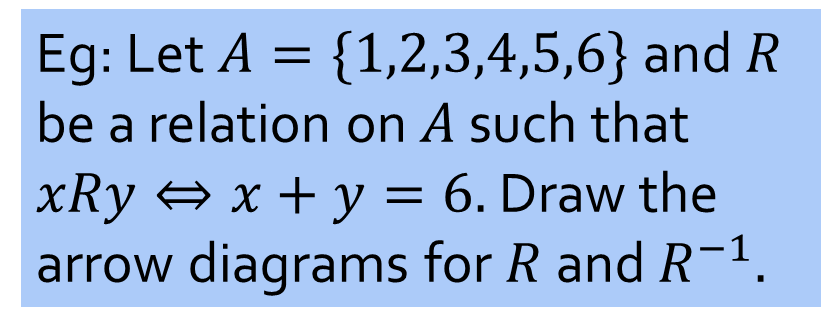 Eg: Let 𝐴 = {1,2,3,4,5,6} and 𝑅
be a relation on 𝐴 such that
𝑥𝑅𝑦 ⇔ 𝑥 + 𝑦 = 6. Draw the
arrow diagrams for 𝑅 and 𝑅⁻¹.